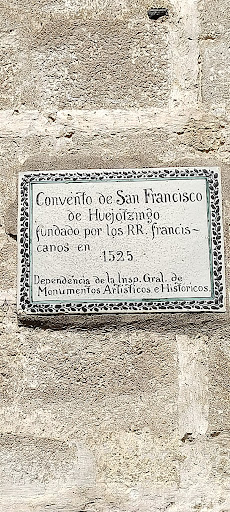 Convento de San Francisco
de Huejotzingo
fundado por los RR. francis-
canos en
1525
Dependencia de la Insp. Gral. de
Monumentos Artísticos e Historicos.